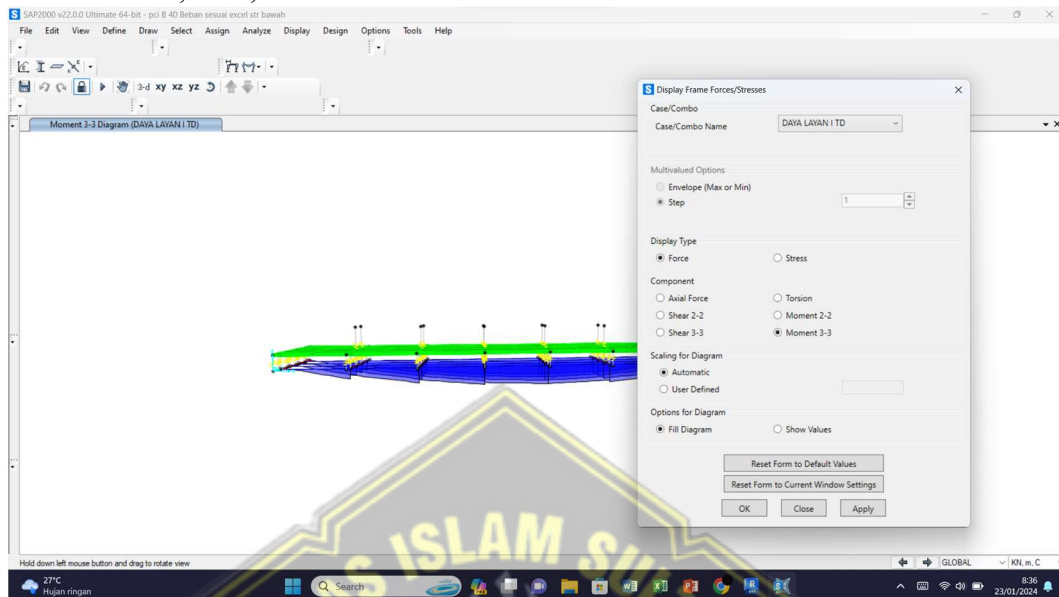 SAP2000 v22.0.0 Ultimate 64-bit - pci B 40 Beban sesuai excel str bawah
File Edit View Define Draw Select Assign Analyze Display Design Options Tools Help
3-d xy xz yz
Moment 3-3 Diagram (DAYA LAYAN I TD)
Display Frame Forces/Stresses
Case/Combo
Case/Combo Name DAYA LAYAN I TD
Multivalued Options
Envelope (Max or Min)
Step 1
Display Type
Force Stress
Component
Axial Force Torsion
Shear 2-2 Moment 2-2
Shear 3-3 Moment 3-3
Scaling for Diagram
Automatic
User Defined
Options for Diagram
Fill Diagram Show Values
Reset Form to Default Values
Reset Form to Current Window Settings
OK Close Apply
S ISLAM SU
Hold down left mouse button and drag to rotate view
GLOBAL KN, m, C
27°C
Hujan ringan
Search
8:36
23/01/2024